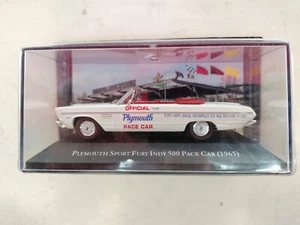 OFFICIAL
Plymouth
PACE CAR
PLYMOUTH SPORT FURY INDY 500 PACE CAR (1965)